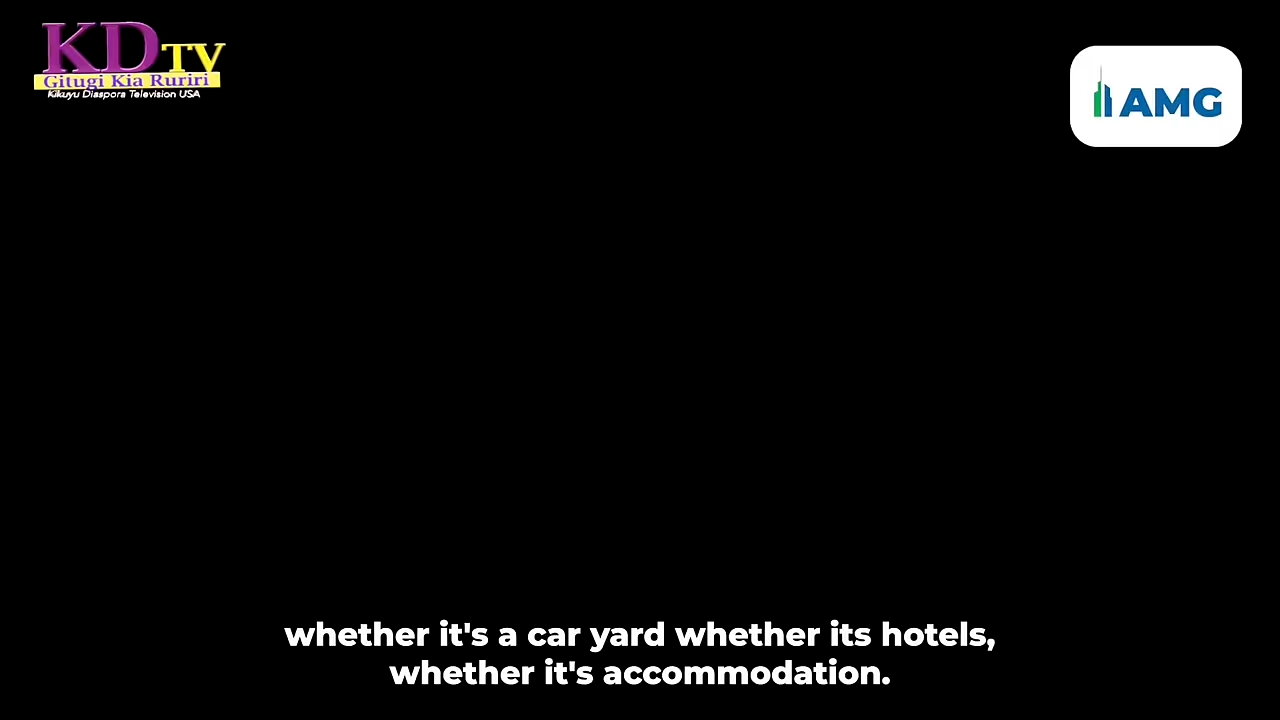 KDTV
Gitugi Kia Ruriri
Kikuyu Diaspora Television USA
AMG
whether it's a car yard whether its hotels,
whether it's accommodation.